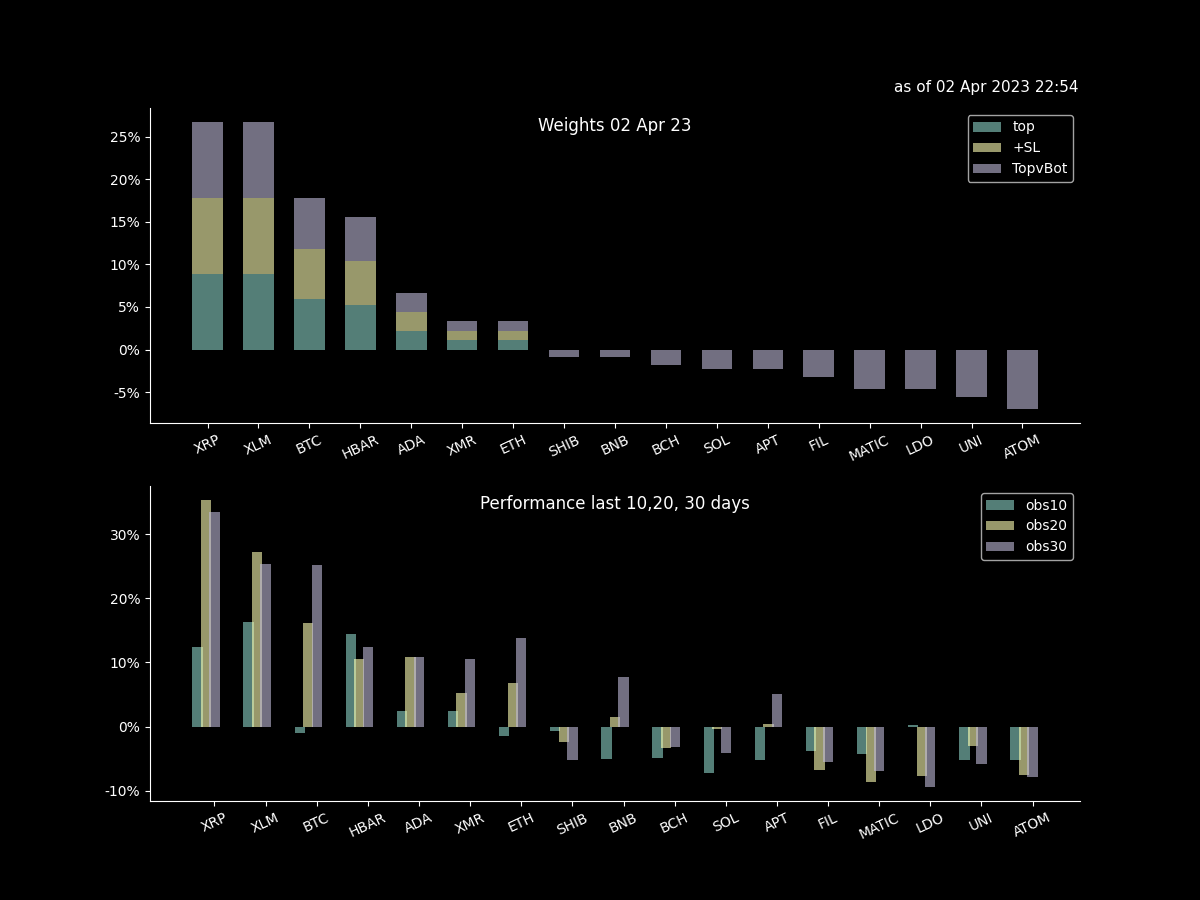 as of 02 Apr 2023 22:54
Weights 02 Apr 23
top
+SL
TopvBot
25%
20%
15%
10%
5%
0%
-5%
XRP XLM BTC HBAR ADA XMR ETH SHIB BNB BCH SOL APT FIL MATIC LDO UNI ATOM
Performance last 10,20, 30 days
obs10
obs20
obs30
30%
20%
10%
0%
-10%
XRP XLM BTC HBAR ADA XMR ETH SHIB BNB BCH SOL APT FIL MATIC LDO UNI ATOM